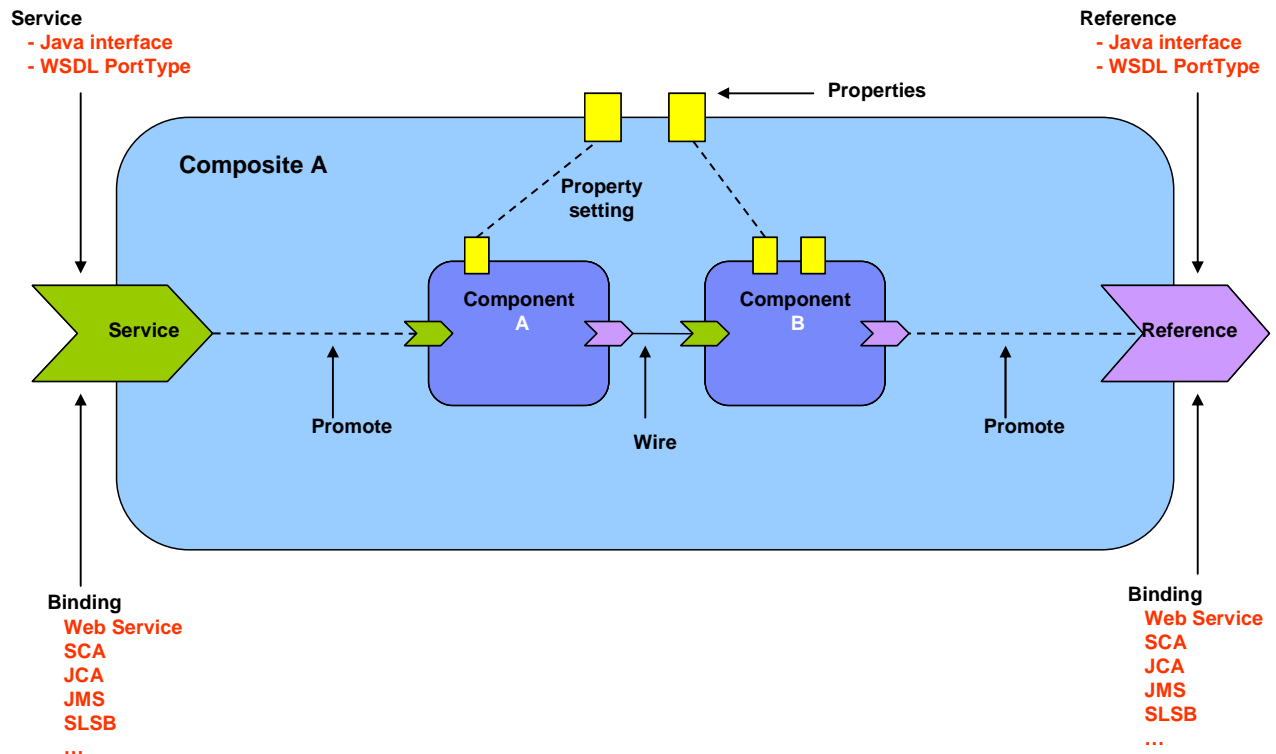 Service
- Java interface
- WSDL PortType
Reference
- Java interface
- WSDL PortType
Properties
Composite A
Property
setting
Component
A
Component
B
Service
Reference
Promote
Wire
Promote
Binding
Web Service
SCA
JCA
JMS
SLSB
...
Binding
Web Service
SCA
JCA
JMS
SLSB
...